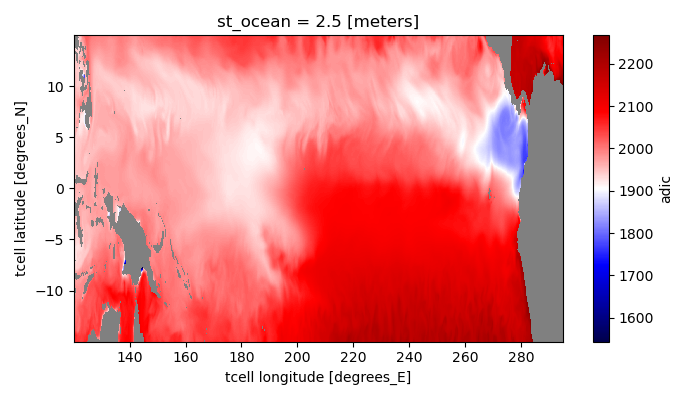 st_ocean = 2.5 [meters]
10
5
0
−5
−10
tcell latitude [degrees_N]
140 160 180 200 220 240 260 280
tcell longitude [degrees_E]
2200
2100
2000
1900
1800
1700
1600
adic